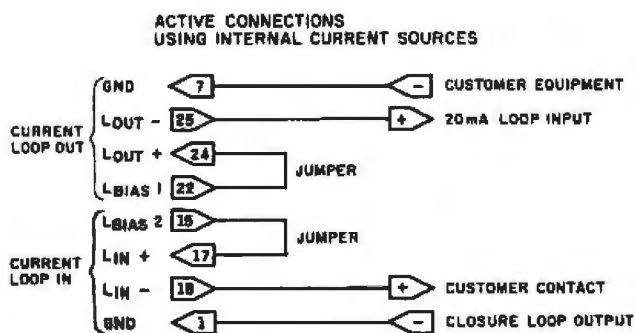 ACTIVE CONNECTIONS
USING INTERNAL CURRENT SOURCES
GND 7 - CUSTOMER EQUIPMENT
LOUT - 25 + 20mA LOOP INPUT
CURRENT LOOP OUT
LOUT + 24
JUMPER
LBIAS 1 22
LBIAS 2 15
JUMPER
LIN + 17
CURRENT LOOP IN
LIN - 18 + CUSTOMER CONTACT
GND 1 - CLOSURE LOOP OUTPUT